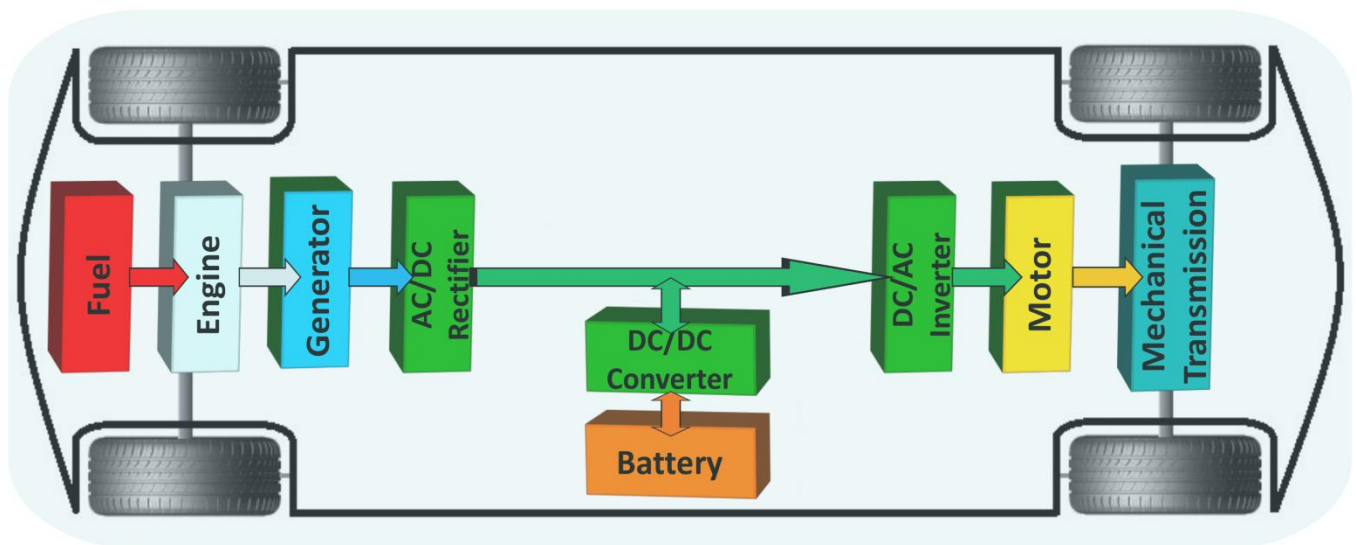 Fuel
Engine
Generator
AC/DC
Rectifier
DC/DC
Converter
Battery
DC/AC
Inverter
Motor
Mechanical
Transmission